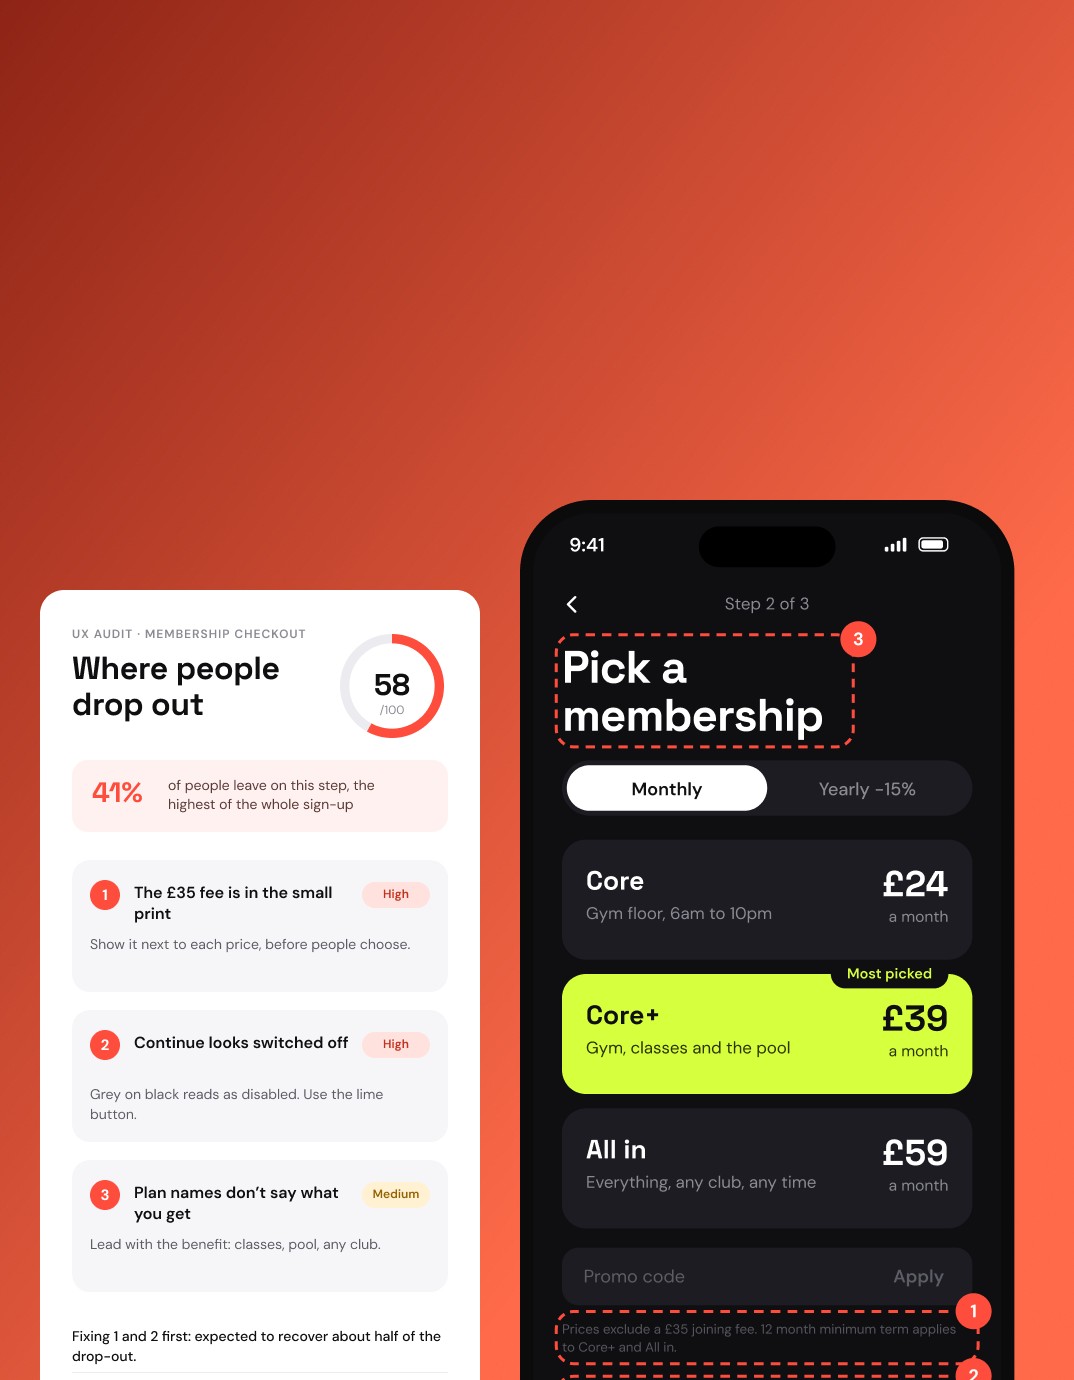 UX AUDIT · MEMBERSHIP CHECKOUT
Where people
drop out
58
/100
41%
of people leave on this step, the
highest of the whole sign-up
1
The £35 fee is in the small
print
High
Show it next to each price, before people choose.
2
Continue looks switched off
High
Grey on black reads as disabled. Use the lime
button.
3
Plan names don’t say what
you get
Medium
Lead with the benefit: classes, pool, any club.
Fixing 1 and 2 first: expected to recover about half of the
drop-out.
9:41
Step 2 of 3
3
Pick a
membership
Monthly
Yearly -15%
Core
£24
Gym floor, 6am to 10pm
a month
Most picked
Core+
£39
Gym, classes and the pool
a month
All in
£59
Everything, any club, any time
a month
Promo code
Apply
1
Prices exclude a £35 joining fee. 12 month minimum term applies
to Core+ and All in.
2